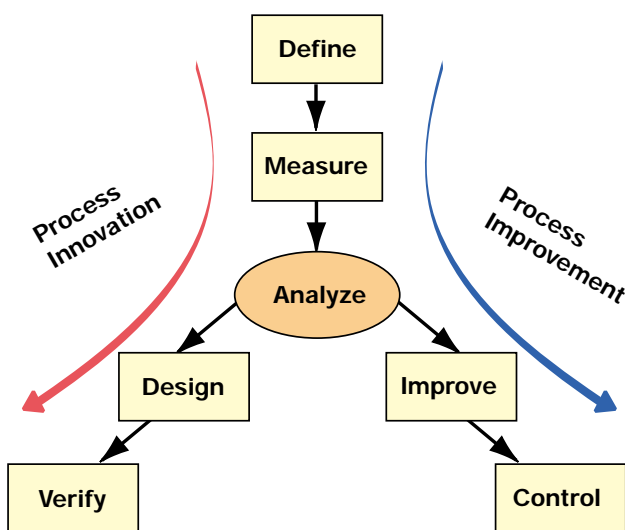 Define
Measure
Process
Innovation
Process
Improvement
Analyze
Design
Improve
Verify
Control